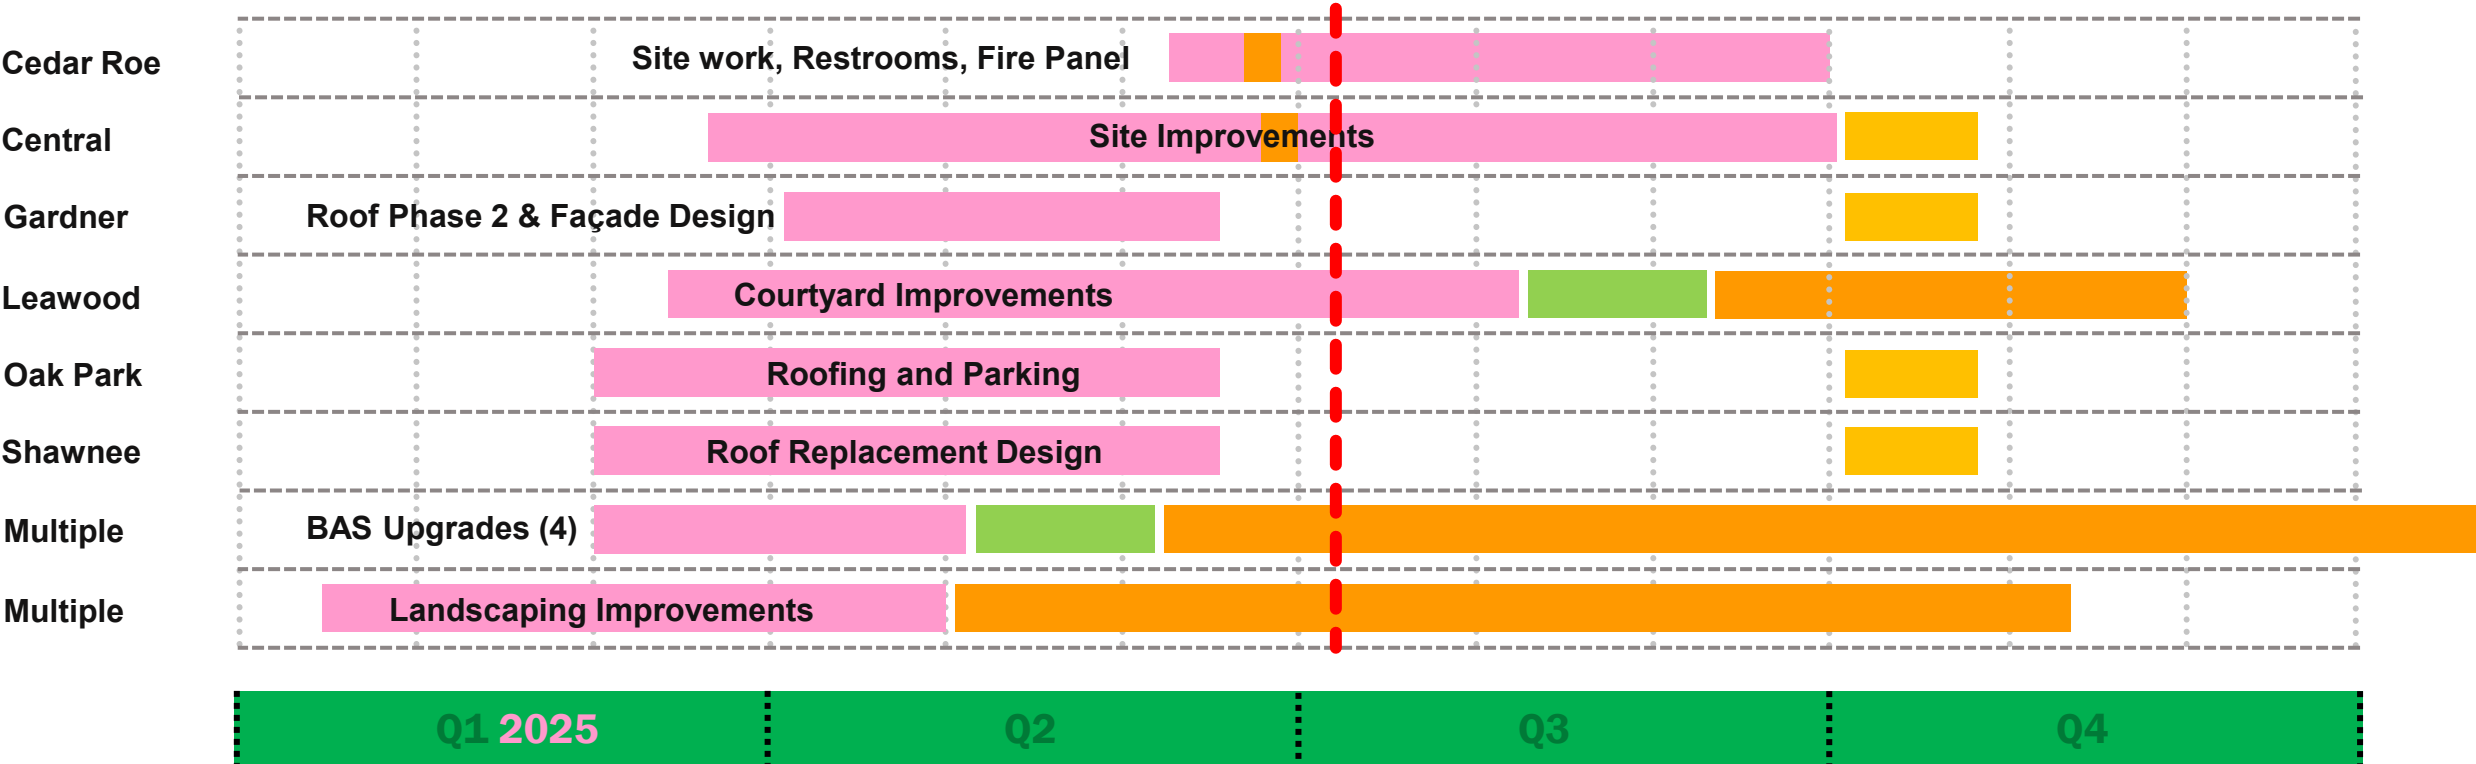 Cedar Roe Site work, Restrooms, Fire Panel
Central Site Improvements
Gardner Roof Phase 2 & Façade Design
Leawood Courtyard Improvements
Oak Park Roofing and Parking
Shawnee Roof Replacement Design
Multiple BAS Upgrades (4)
Multiple Landscaping Improvements
Q1 2025 Q2 Q3 Q4